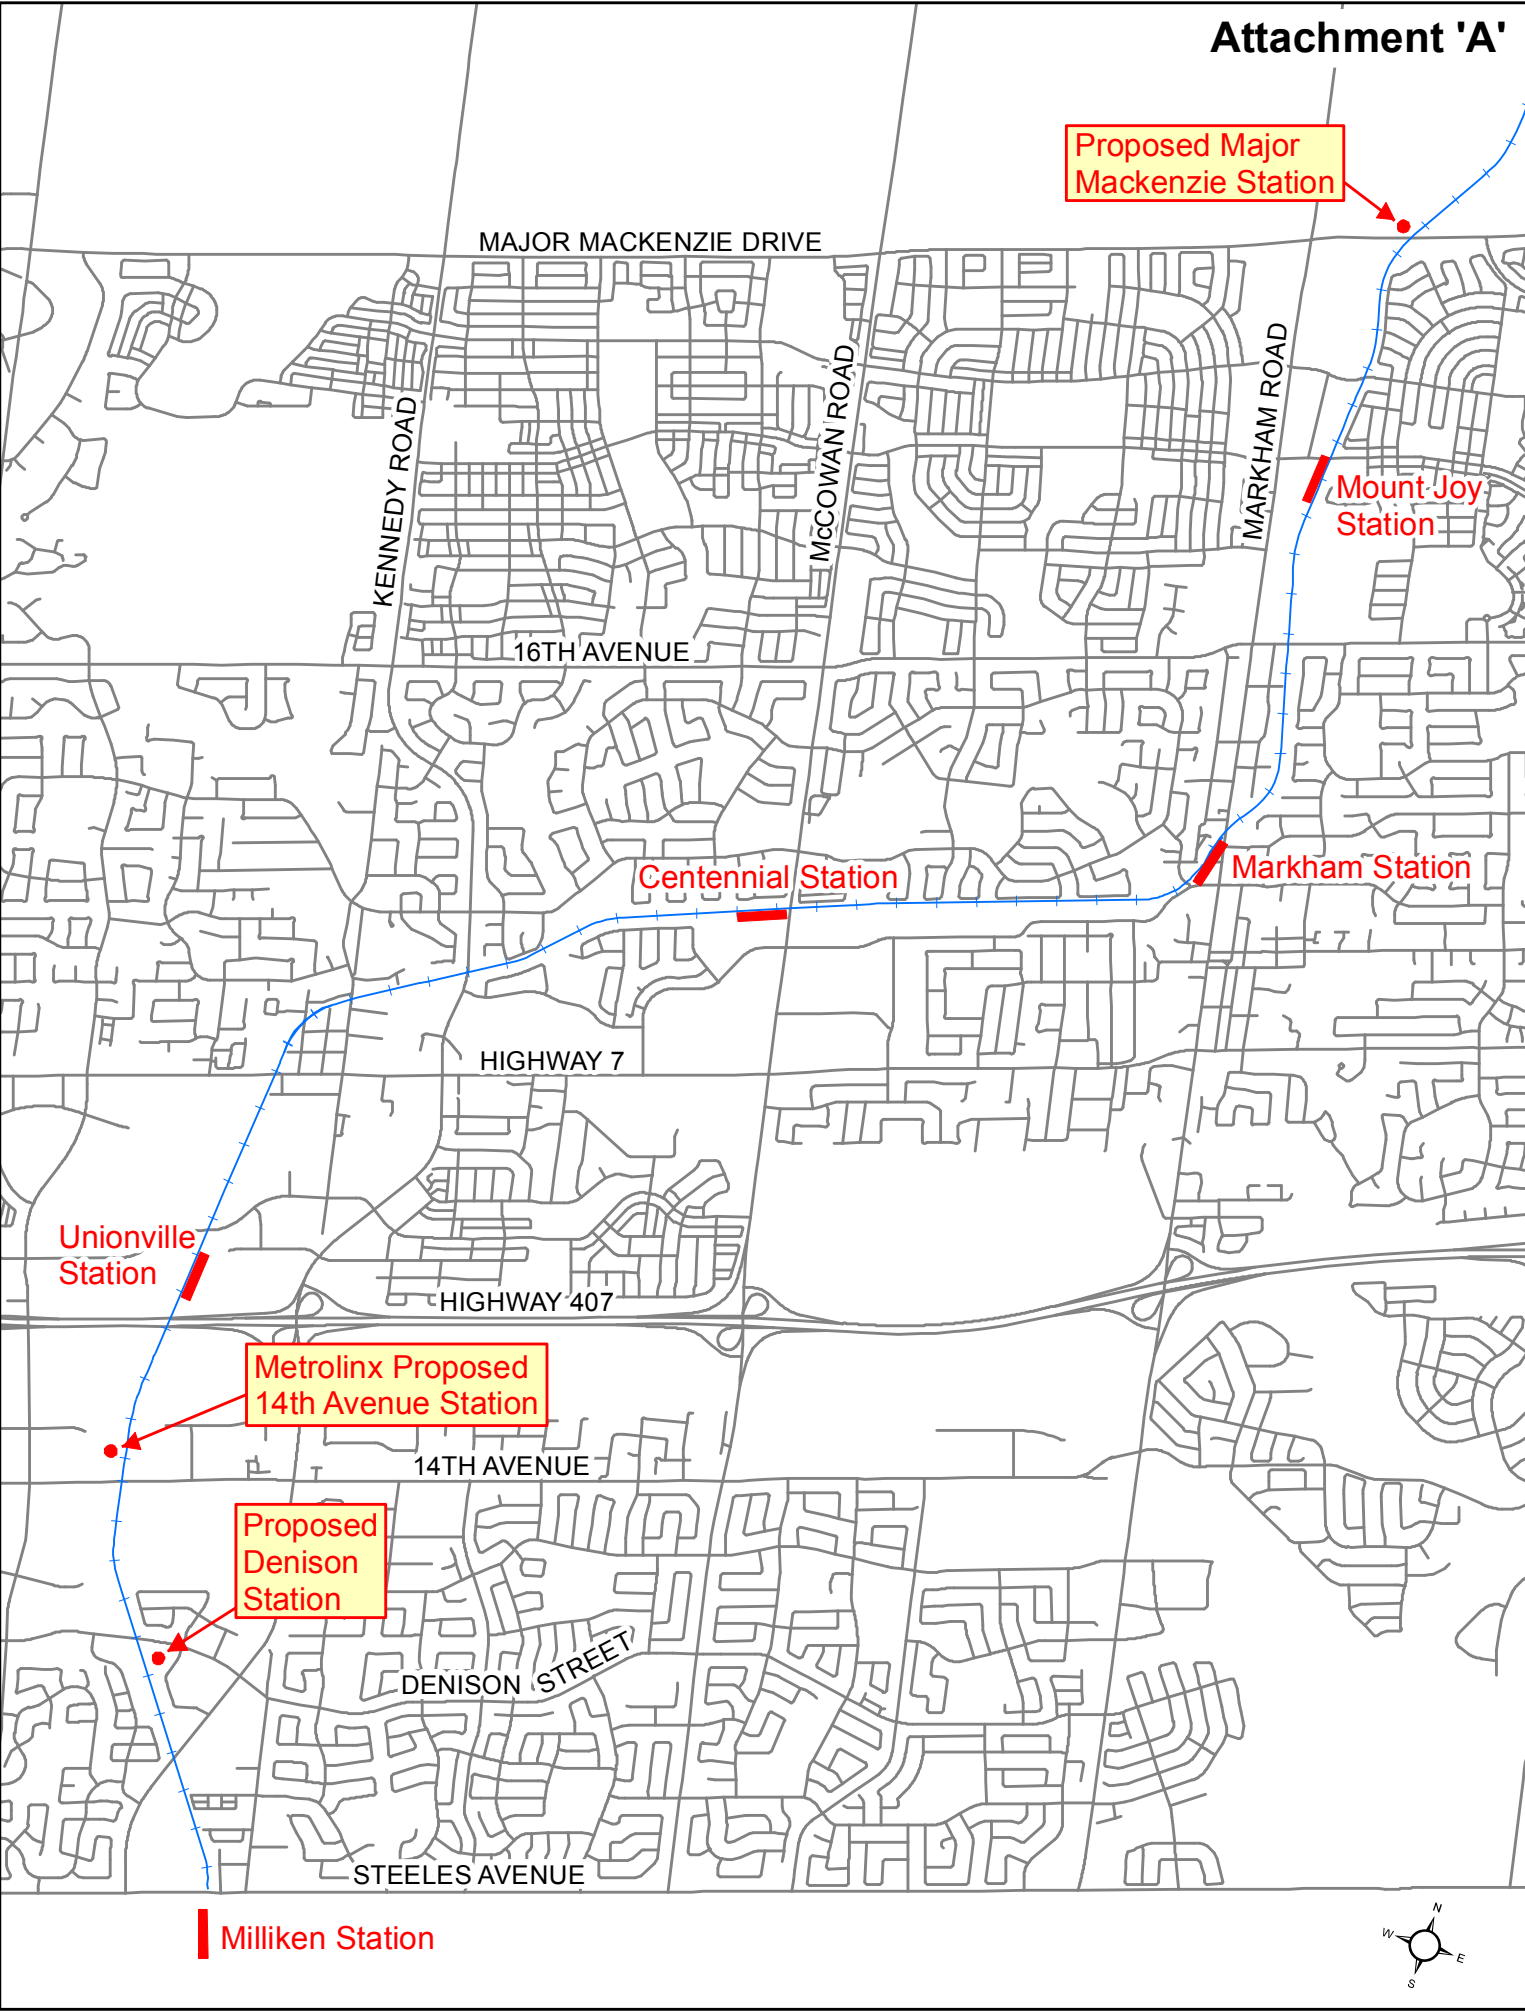 Attachment 'A'
Proposed Major
Mackenzie Station
MAJOR MACKENZIE DRIVE
KENNEDY ROAD
McCOWAN ROAD
MARKHAM ROAD
Mount Joy
Station
16TH AVENUE
Centennial Station
Markham Station
HIGHWAY 7
Unionville
Station
HIGHWAY 407
Metrolinx Proposed
14th Avenue Station
14TH AVENUE
Proposed
Denison
Station
DENISON STREET
STEELES AVENUE
Milliken Station
N
W
E
S